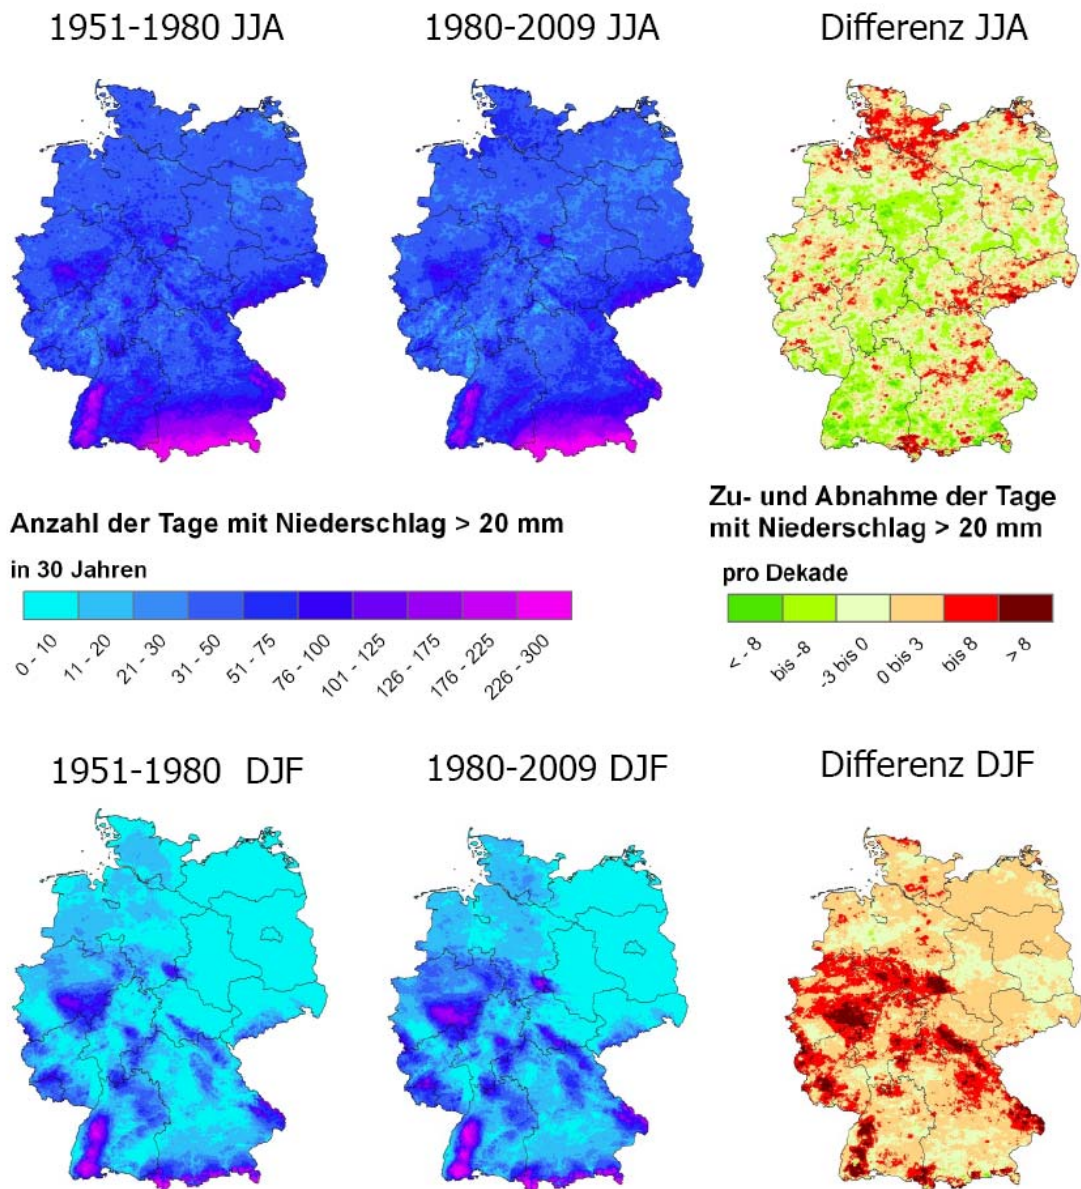 1951-1980 JJA
1980-2009 JJA
Differenz JJA
Anzahl der Tage mit Niederschlag > 20 mm
in 30 Jahren
0 - 10
11 - 20
21 - 30
31 - 50
51 - 75
76 - 100
101 - 125
126 - 175
176 - 225
226 - 300
Zu- und Abnahme der Tage
mit Niederschlag > 20 mm
pro Dekade
< - 8
bis -8
-3 bis 0
0 bis 3
bis 8
> 8
1951-1980 DJF
1980-2009 DJF
Differenz DJF